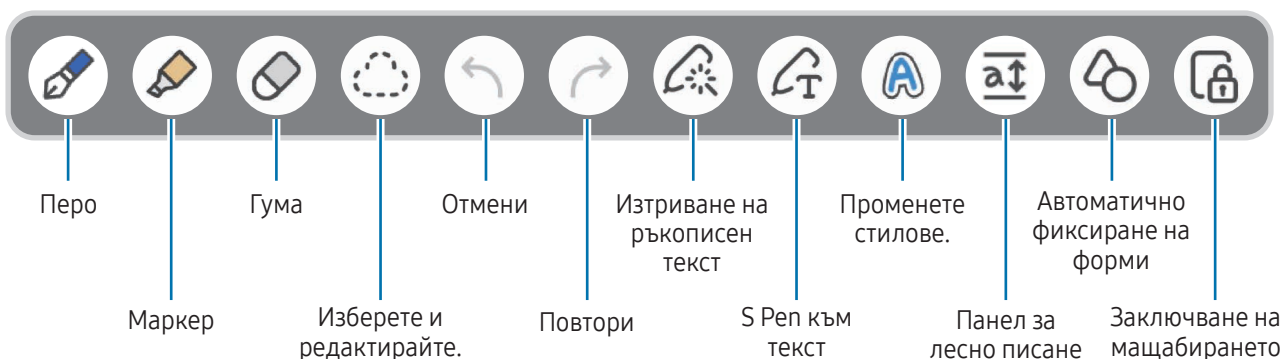 Перо
Гума
Отмени
Изтриване на
ръкописен
текст
Променете
стилове.
Автоматично
фиксиране на
форми
Маркер
Изберете и
редактирайте.
Повтори
S Pen към
текст
Панел за
лесно писане
Заключване на
мащабирането